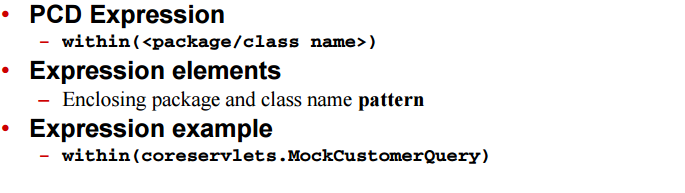 • PCD Expression
– within(<package/class name>)
• Expression elements
– Enclosing package and class name pattern
• Expression example
– within(coreservlets.MockCustomerQuery)